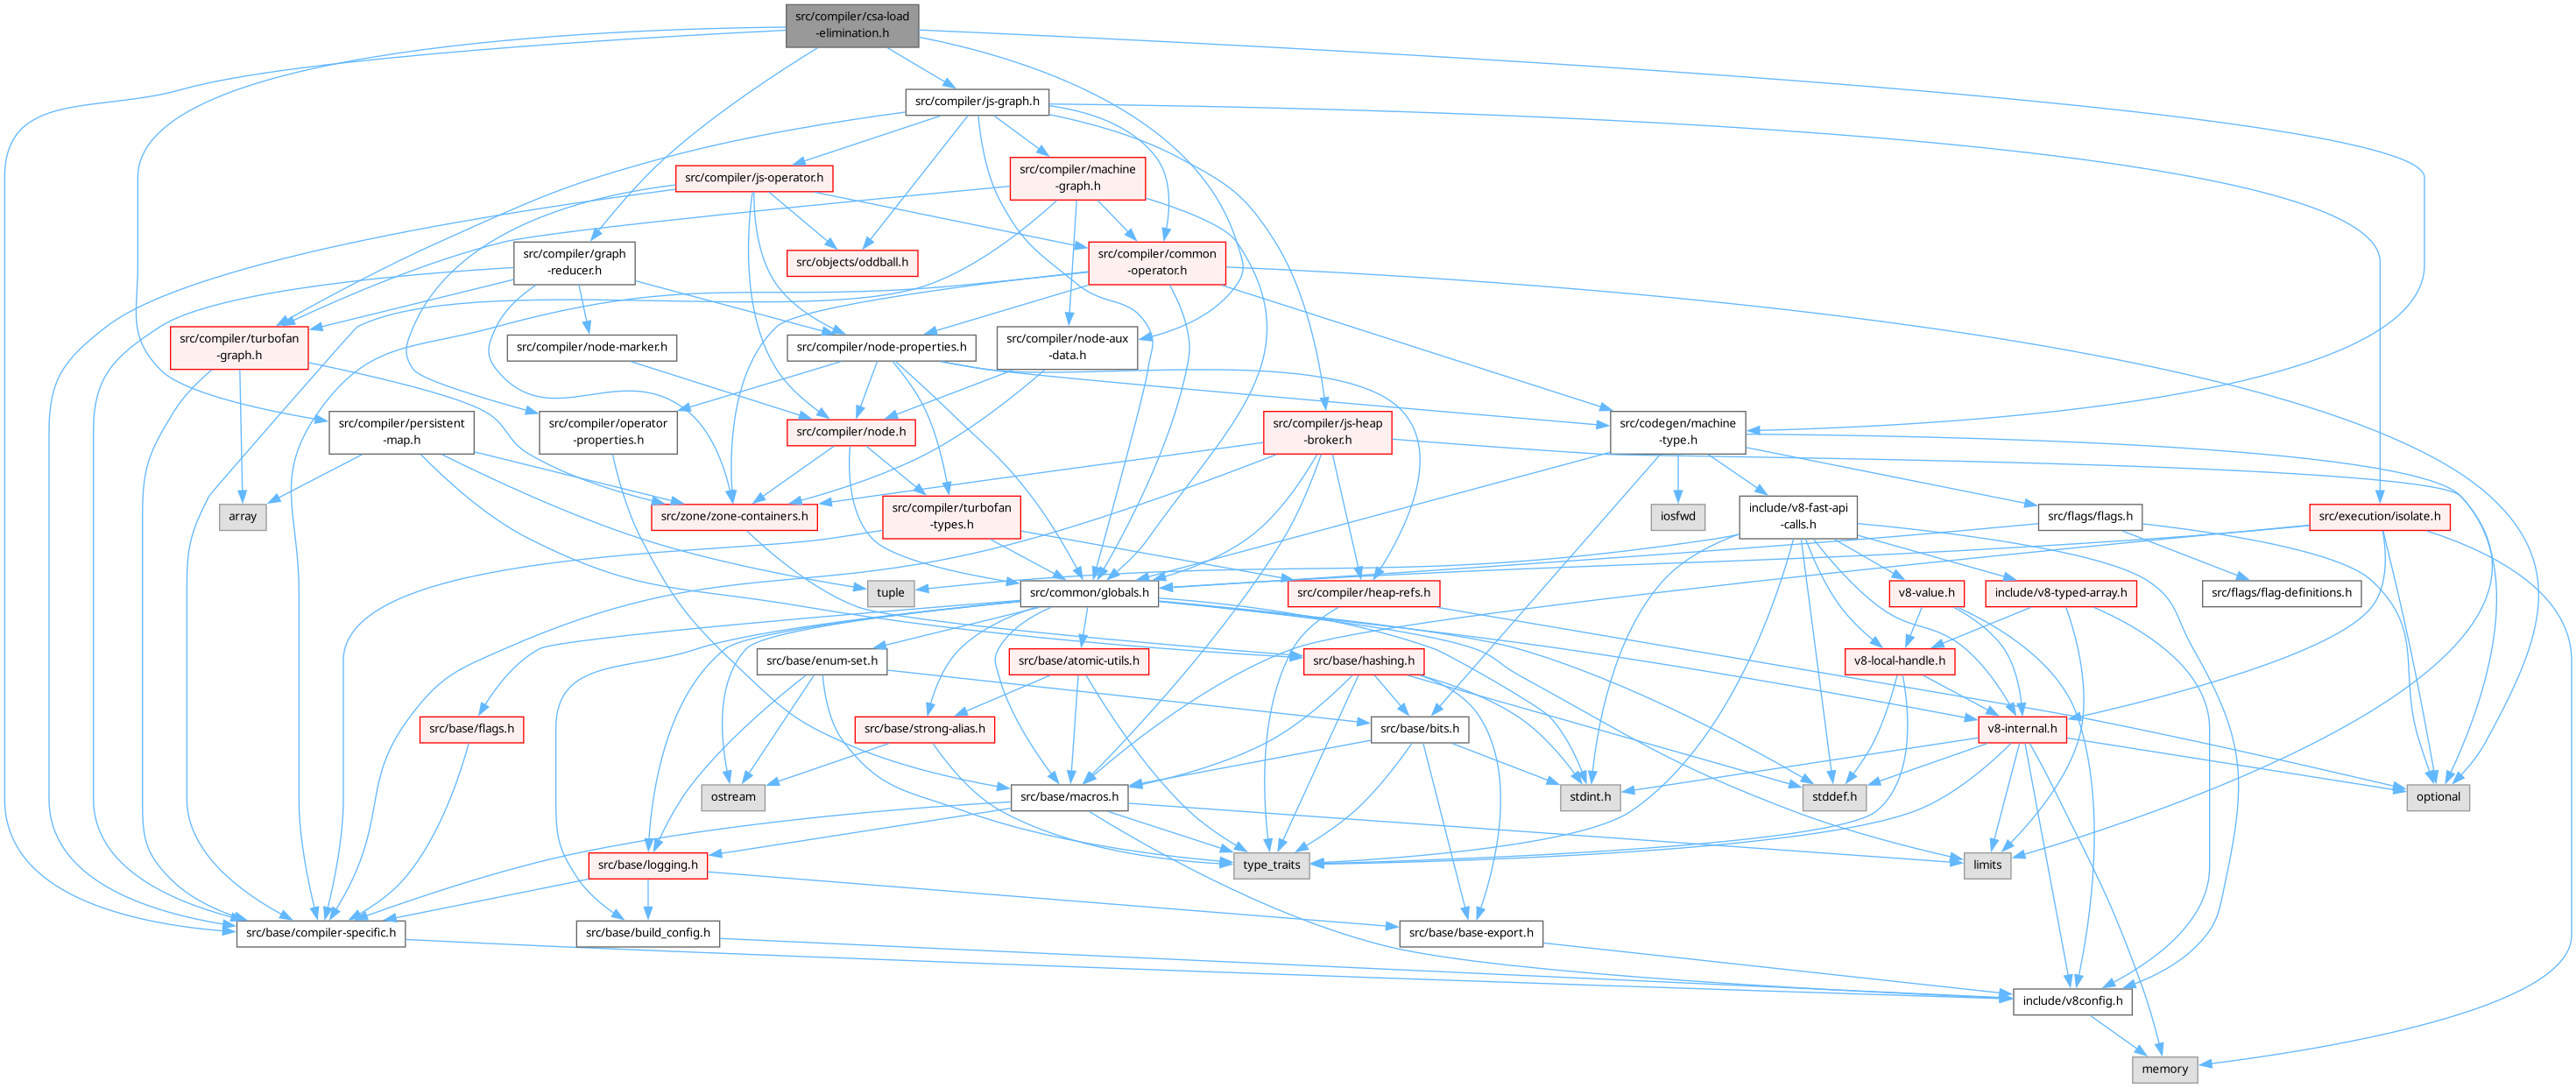 src/compiler/csa-load
-elimination.h
src/compiler/js-graph.h
src/compiler/js-operator.h
src/compiler/machine
-graph.h
src/compiler/graph
-reducer.h
src/objects/oddball.h
src/compiler/common
-operator.h
src/compiler/turbofan
-graph.h
src/compiler/node-marker.h
src/compiler/node-properties.h
src/compiler/node-aux
-data.h
src/compiler/persistent
-map.h
src/compiler/operator
-properties.h
src/compiler/node.h
src/compiler/js-heap
-broker.h
src/codegen/machine
-type.h
array
src/zone/zone-containers.h
src/compiler/turbofan
-types.h
iosfwd
include/v8-fast-api
-calls.h
src/flags/flags.h
src/execution/isolate.h
tuple
src/common/globals.h
src/compiler/heap-refs.h
v8-value.h
include/v8-typed-array.h
src/flags/flag-definitions.h
src/base/enum-set.h
src/base/atomic-utils.h
src/base/hashing.h
v8-local-handle.h
src/base/flags.h
src/base/strong-alias.h
src/base/bits.h
v8-internal.h
ostream
src/base/macros.h
stdint.h
stddef.h
optional
src/base/logging.h
type_traits
limits
src/base/compiler-specific.h
src/base/build_config.h
src/base/base-export.h
include/v8config.h
memory